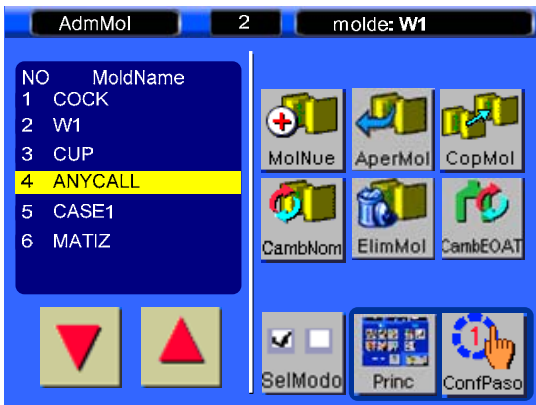 AdmMol 2 molde: W1
NO MoldName
1 COCK
2 W1
3 CUP
4 ANYCALL
5 CASE1
6 MATIZ
MolNue AperMol CopMol
CambNom ElimMol CambEOAT
1
SelModo Princ ConfPaso